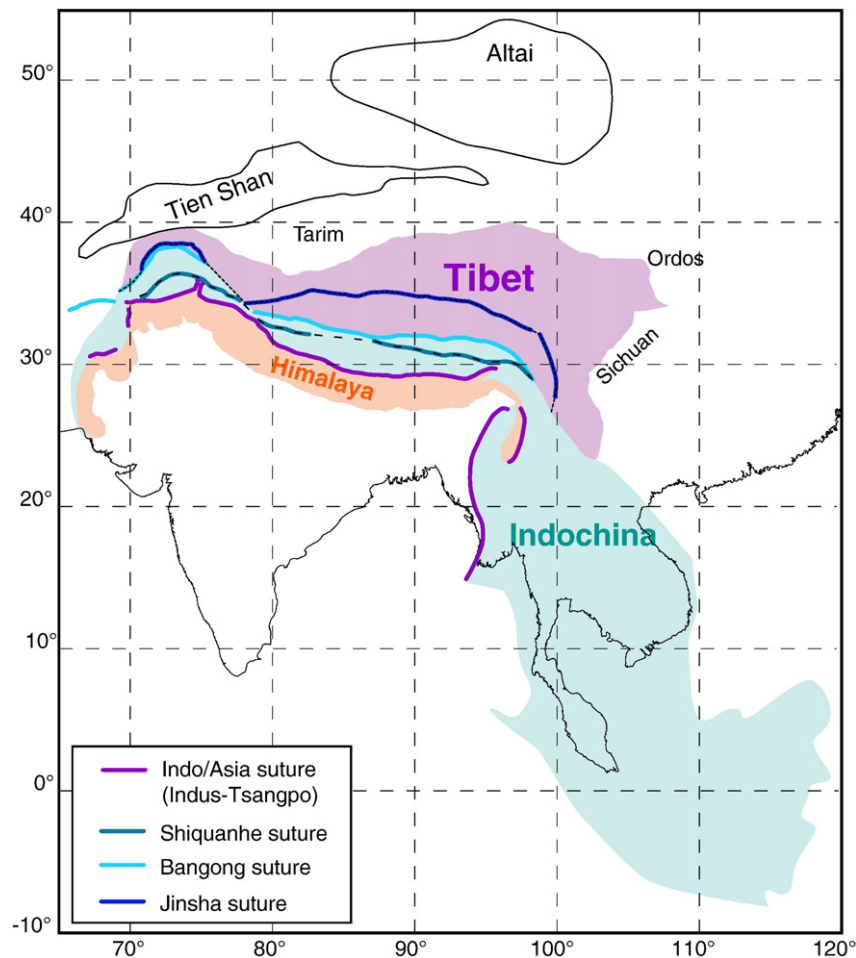 50°
Altai
Tien Shan
40°
Tarim
Ordos
Tibet
Sichuan
30°
Himalaya
20°
Indochina
10°
Indo/Asia suture
(Indus-Tsangpo)
0°
Shiquanhe suture
Bangong suture
Jinsha suture
-10°
70°
80°
90°
100°
110°
120°